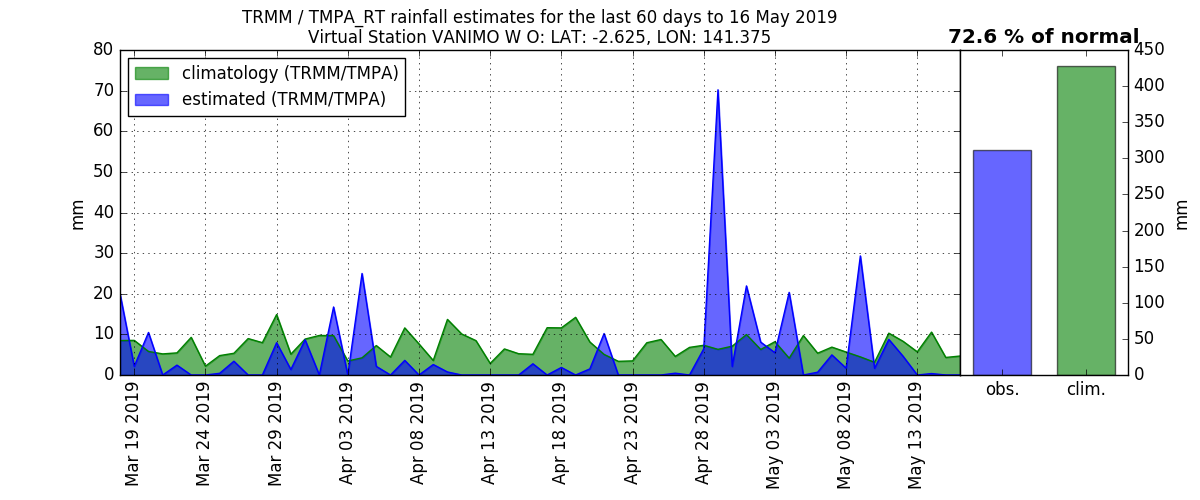 TRMM / TMPA_RT rainfall estimates for the last 60 days to 16 May 2019
Virtual Station VANIMO W O: LAT: -2.625, LON: 141.375
72.6 % of normal
climatology (TRMM/TMPA)
estimated (TRMM/TMPA)
mm
80
70
60
50
40
30
20
10
0
Mar 19 2019
Mar 24 2019
Mar 29 2019
Apr 03 2019
Apr 08 2019
Apr 13 2019
Apr 18 2019
Apr 23 2019
Apr 28 2019
May 03 2019
May 08 2019
May 13 2019
obs.
clim.
450
400
350
300
250
200
150
100
50
0
mm